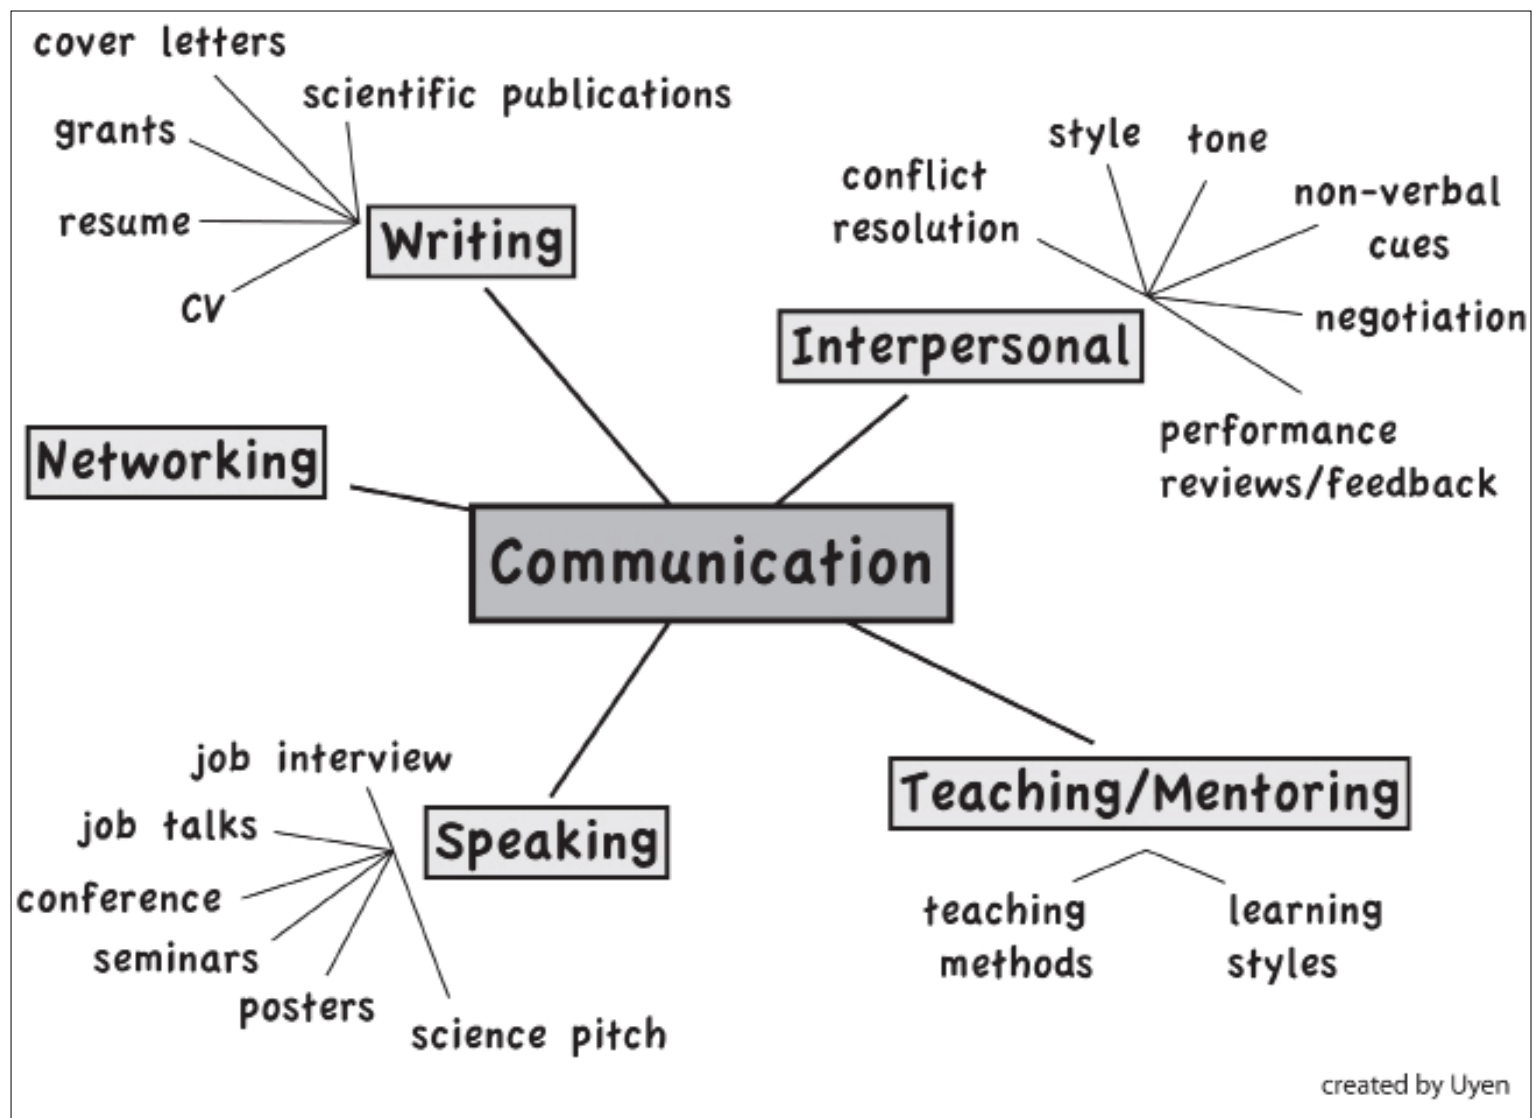 cover letters
scientific publications
grants
resume
CV
Writing
style
tone
conflict
resolution
non-verbal
cues
negotiation
performance
reviews/feedback
Interpersonal
Networking
Communication
job interview
job talks
conference
seminars
posters
science pitch
Speaking
Teaching/Mentoring
teaching
methods
learning
styles
created by Uyen